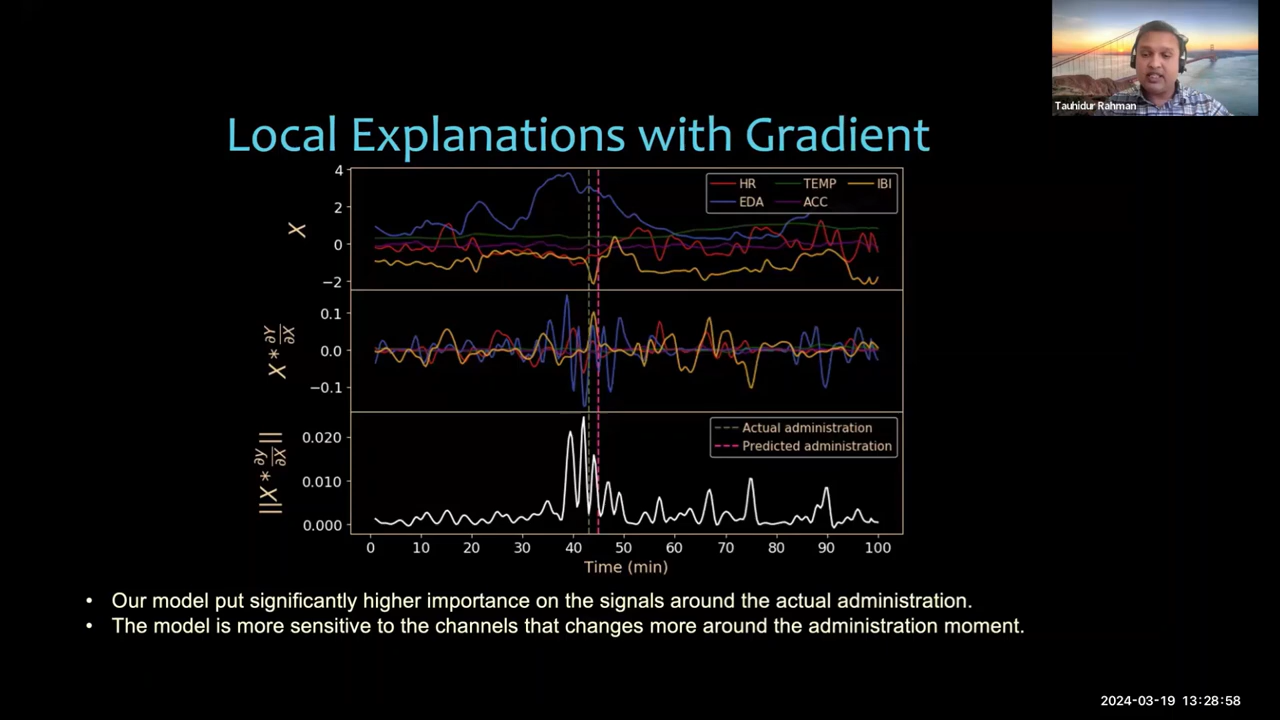 Tauhidur Rahman
Local Explanations with Gradient
4
2
0
−2
X
HR TEMP IBI
EDA ACC
0.1
0.0
−0.1
X * ∂Y/∂X
0.020
0.010
0.000
||X * ∂y/∂X||
Actual administration
Predicted administration
0 10 20 30 40 50 60 70 80 90 100
Time (min)
• Our model put significantly higher importance on the signals around the actual administration.
• The model is more sensitive to the channels that changes more around the administration moment.
2024-03-19 13:28:58